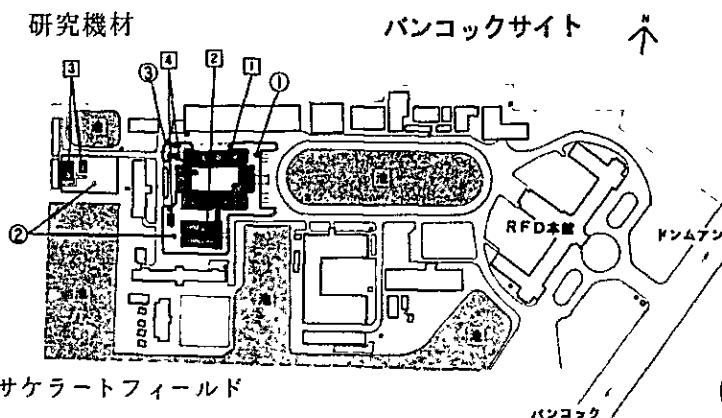 研究機材
バンコックサイト
N
3
③
4
2
1
①
池
池
②
RFD本館
ドンムアン
池
池
池
サケラートフィールド
バンコック